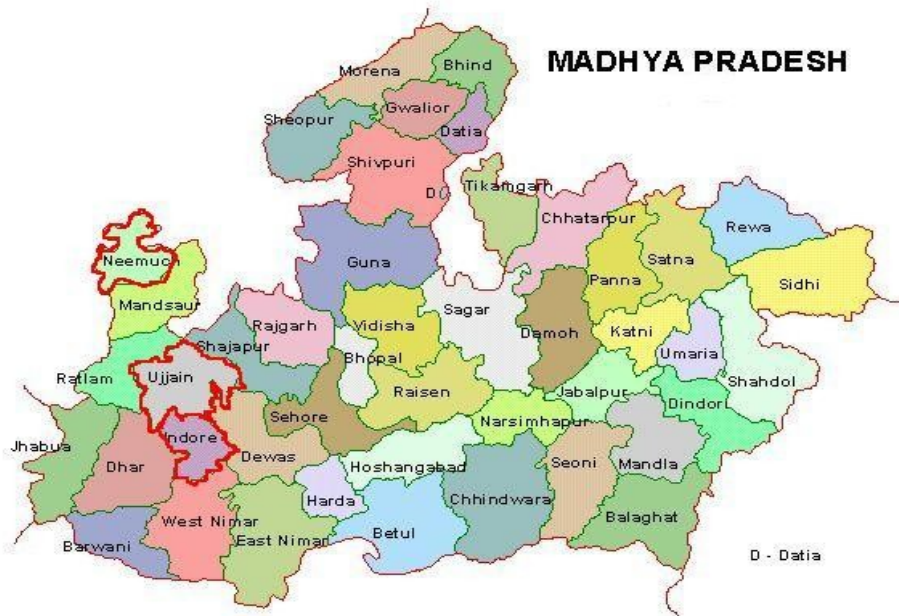 MADHYA PRADESH
Bhind
Morena
Gwalior
Sheopur
Datia
Shivpuri
D
Tikamgarh
Chhatarpur
Rewa
Neemuch
Guna
Satna
Panna
Sidhi
Mandsaur
Sagar
Rajgarh
Vidisha
Damoh
Katni
Shajapur
Bhopal
Umaria
Ratlam
Ujjain
Raisen
Jabalpur
Shahdol
Dindori
Sehore
Narsimhapur
Indore
Jhabua
Dewas
Seoni
Dhar
Hoshangabad
Mandla
Harda
Chhindwara
West Nimar
Balaghat
Barwani
East Nimar
Betul
D - Datia